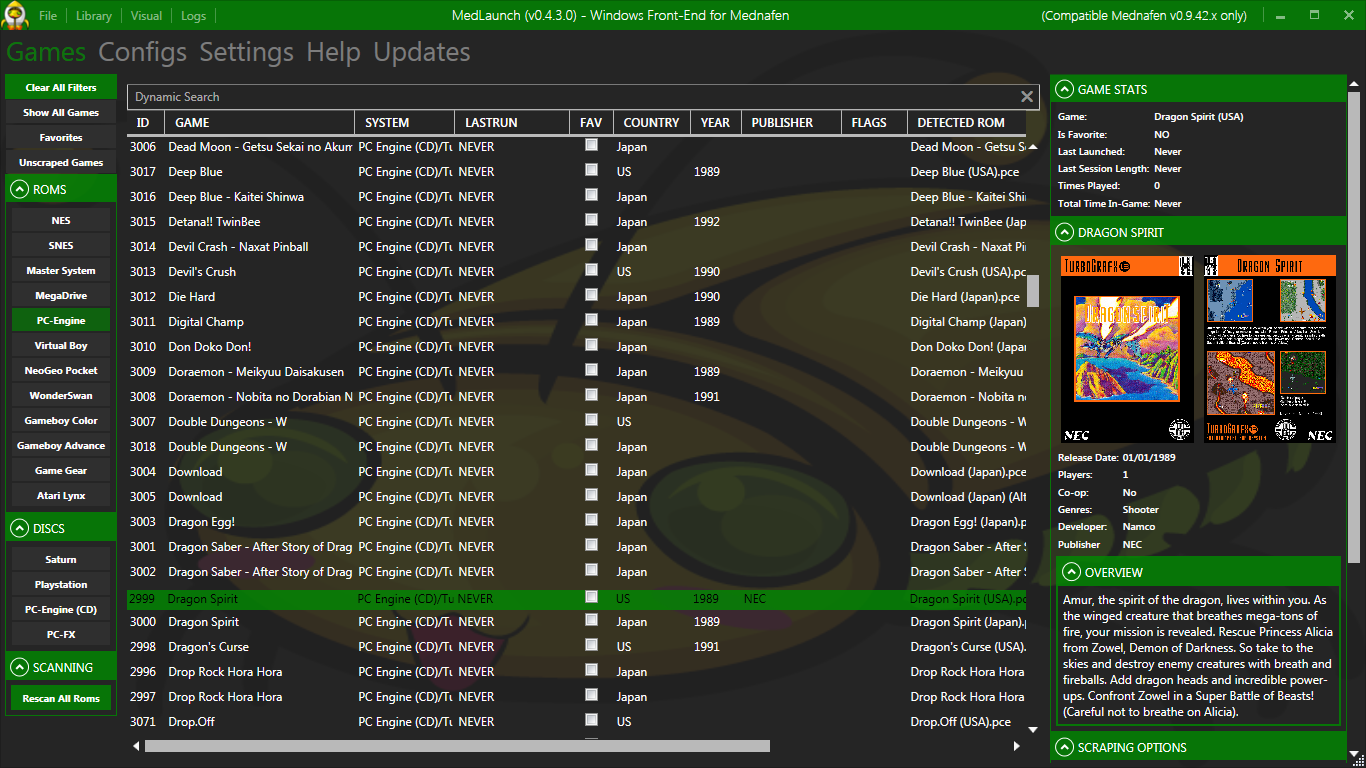 File Library Visual Logs MedLaunch (v0.4.3.0) - Windows Front-End for Mednafen (Compatible Mednafen v0.9.42.x only)
Games Configs Settings Help Updates
Clear All Filters
Show All Games
Favorites
Unscraped Games
ROMS
NES
SNES
Master System
MegaDrive
PC-Engine
Virtual Boy
NeoGeo Pocket
WonderSwan
Gameboy Color
Gameboy Advance
Game Gear
Atari Lynx
DISCS
Saturn
Playstation
PC-Engine (CD)
PC-FX
SCANNING
Rescan All Roms
Dynamic Search
ID GAME SYSTEM LASTRUN FAV COUNTRY YEAR PUBLISHER FLAGS DETECTED ROM
3006 Dead Moon - Getsu Sekai no Akum PC Engine (CD)/Tu NEVER Japan Dead Moon - Getsu Se
3017 Deep Blue PC Engine (CD)/Tu NEVER US 1989 Deep Blue (USA).pce
3016 Deep Blue - Kaitei Shinwa PC Engine (CD)/Tu NEVER Japan Deep Blue - Kaitei Shin
3015 Detana!! TwinBee PC Engine (CD)/Tu NEVER Japan 1992 Detana!! TwinBee (Jap
3014 Devil Crash - Naxat Pinball PC Engine (CD)/Tu NEVER Japan Devil Crash - Naxat Pi
3013 Devil's Crush PC Engine (CD)/Tu NEVER US 1990 Devil's Crush (USA).pc
3012 Die Hard PC Engine (CD)/Tu NEVER Japan 1990 Die Hard (Japan).pce
3011 Digital Champ PC Engine (CD)/Tu NEVER Japan 1989 Digital Champ (Japan)
3010 Don Doko Don! PC Engine (CD)/Tu NEVER Japan Don Doko Don! (Japa
3009 Doraemon - Meikyuu Daisakusen PC Engine (CD)/Tu NEVER Japan 1989 Doraemon - Meikyuu
3008 Doraemon - Nobita no Dorabian N PC Engine (CD)/Tu NEVER Japan 1991 Doraemon - Nobita no
3007 Double Dungeons - W PC Engine (CD)/Tu NEVER US Double Dungeons - W
3018 Double Dungeons - W PC Engine (CD)/Tu NEVER Japan Double Dungeons - W
3004 Download PC Engine (CD)/Tu NEVER Japan Download (Japan).pce
3005 Download PC Engine (CD)/Tu NEVER Japan Download (Japan) (Alt
3003 Dragon Egg! PC Engine (CD)/Tu NEVER Japan Dragon Egg! (Japan).p
3001 Dragon Saber - After Story of Drag PC Engine (CD)/Tu NEVER Japan Dragon Saber - After S
3002 Dragon Saber - After Story of Drag PC Engine (CD)/Tu NEVER Japan Dragon Saber - After S
2999 Dragon Spirit PC Engine (CD)/Tu NEVER US 1989 NEC Dragon Spirit (USA).pc
3000 Dragon Spirit PC Engine (CD)/Tu NEVER Japan 1989 Dragon Spirit (Japan).p
2998 Dragon's Curse PC Engine (CD)/Tu NEVER US 1991 Dragon's Curse (USA).
2996 Drop Rock Hora Hora PC Engine (CD)/Tu NEVER Japan Drop Rock Hora Hora
2997 Drop Rock Hora Hora PC Engine (CD)/Tu NEVER Japan Drop Rock Hora Hora
3071 Drop.Off PC Engine (CD)/Tu NEVER US Drop.Off (USA).pce
GAME STATS
Game: Dragon Spirit (USA)
Is Favorite: NO
Last Launched: Never
Last Session Length: Never
Times Played: 0
Total Time In-Game: Never
DRAGON SPIRIT
TURBOGRAFX 16 DRAGON SPIRIT
DRAGON SPIRIT
TURBOGRAFX
NEC NEC
Release Date: 01/01/1989
Players: 1
Co-op: No
Genres: Shooter
Developer: Namco
Publisher NEC
OVERVIEW
Amur, the spirit of the dragon, lives within you. As
the winged creature that breathes mega-tons of
fire, your mission is revealed. Rescue Princess Alicia
from Zowel, Demon of Darkness. So take to the
skies and destroy enemy creatures with breath and
fireballs. Add dragon heads and incredible power-
ups. Confront Zowel in a Super Battle of Beasts!
(Careful not to breathe on Alicia).
SCRAPING OPTIONS